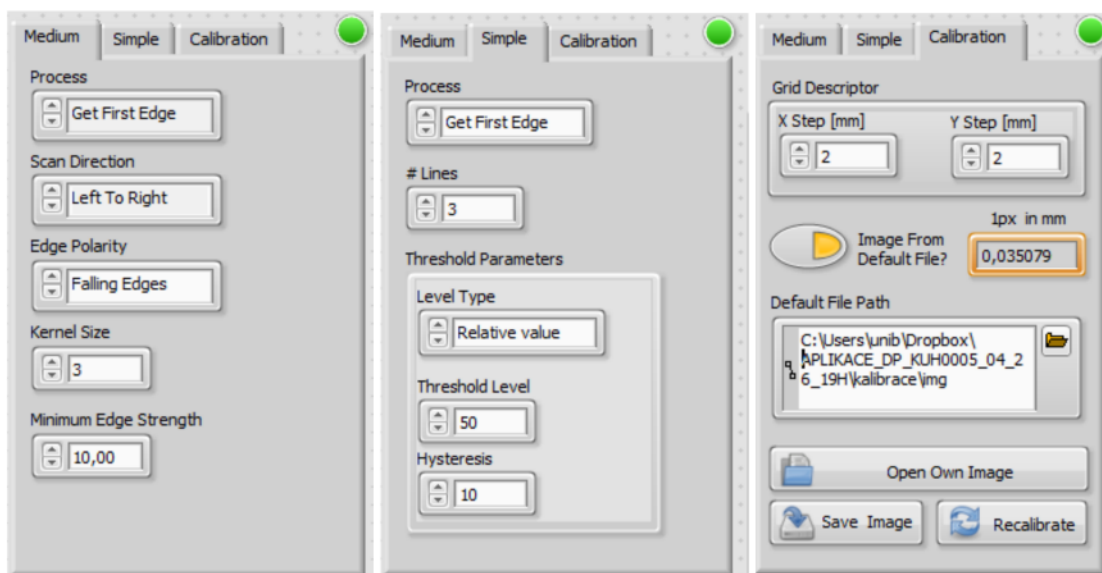 Medium Simple Calibration
Process
Get First Edge
Scan Direction
Left To Right
Edge Polarity
Falling Edges
Kernel Size
3
Minimum Edge Strength
10,00
Medium Simple Calibration
Process
Get First Edge
# Lines
3
Threshold Parameters
Level Type
Relative value
Threshold Level
50
Hysteresis
10
Medium Simple Calibration
Grid Descriptor
X Step [mm] Y Step [mm]
2 2
1px in mm
Image From
Default File?
0,035079
Default File Path
C:\Users\unib\Dropbox\
APLIKACE_DP_KUH0005_04_2
6_19H\kalibrace\img
Open Own Image
Save Image Recalibrate